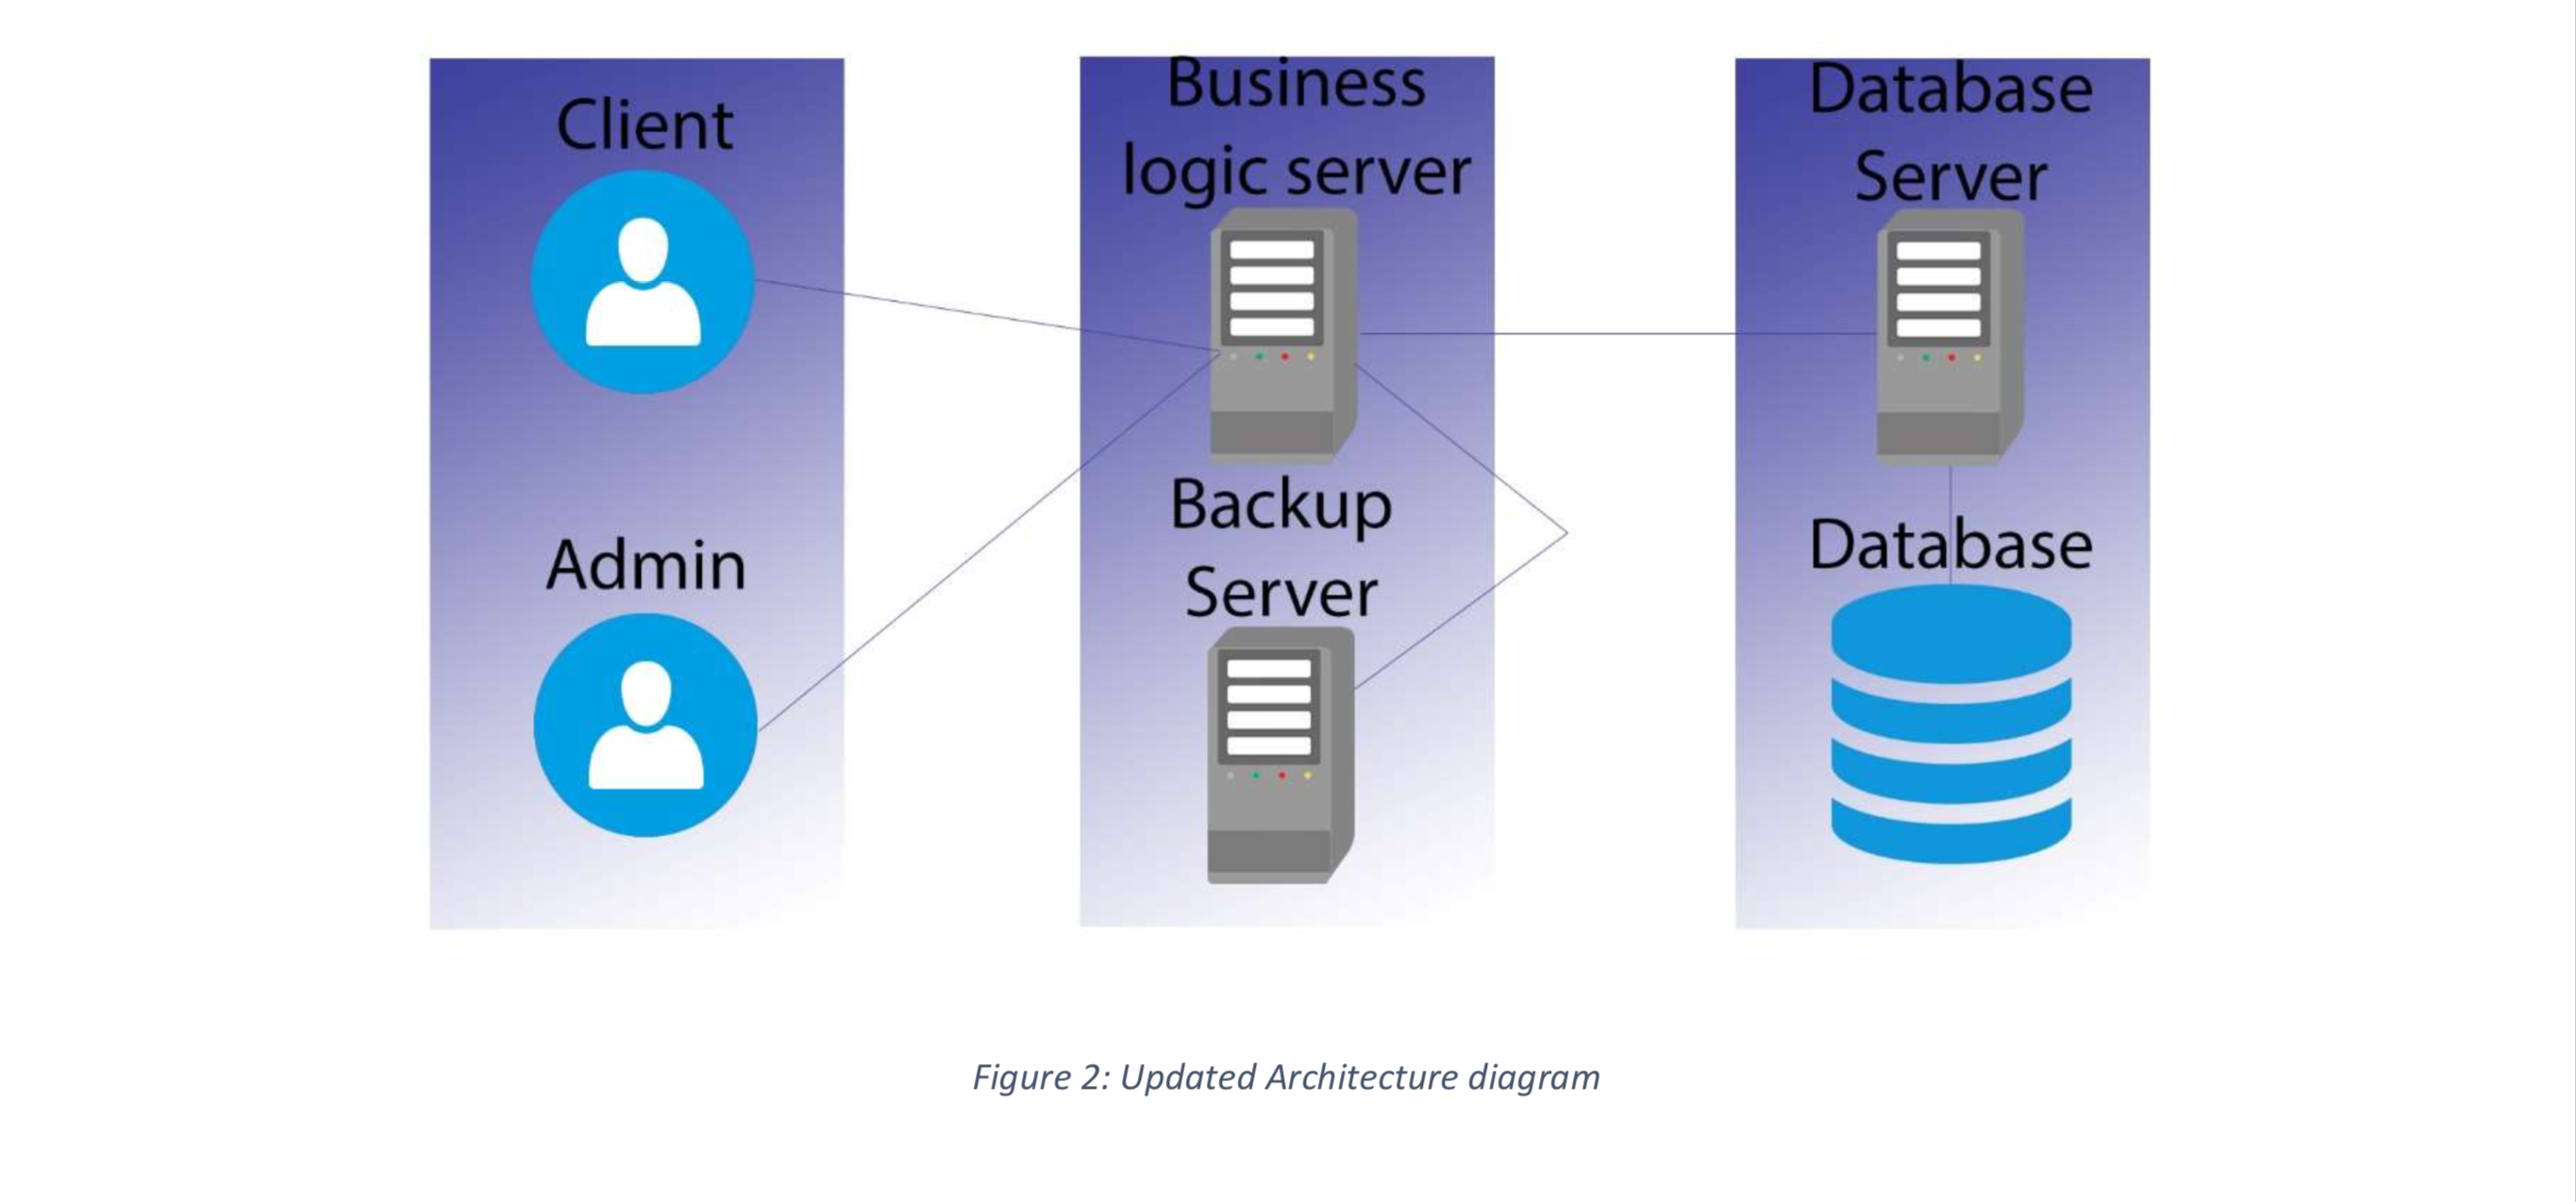 Client
Admin
Business
logic server
Backup
Server
Database
Server
Database
Figure 2: Updated Architecture diagram